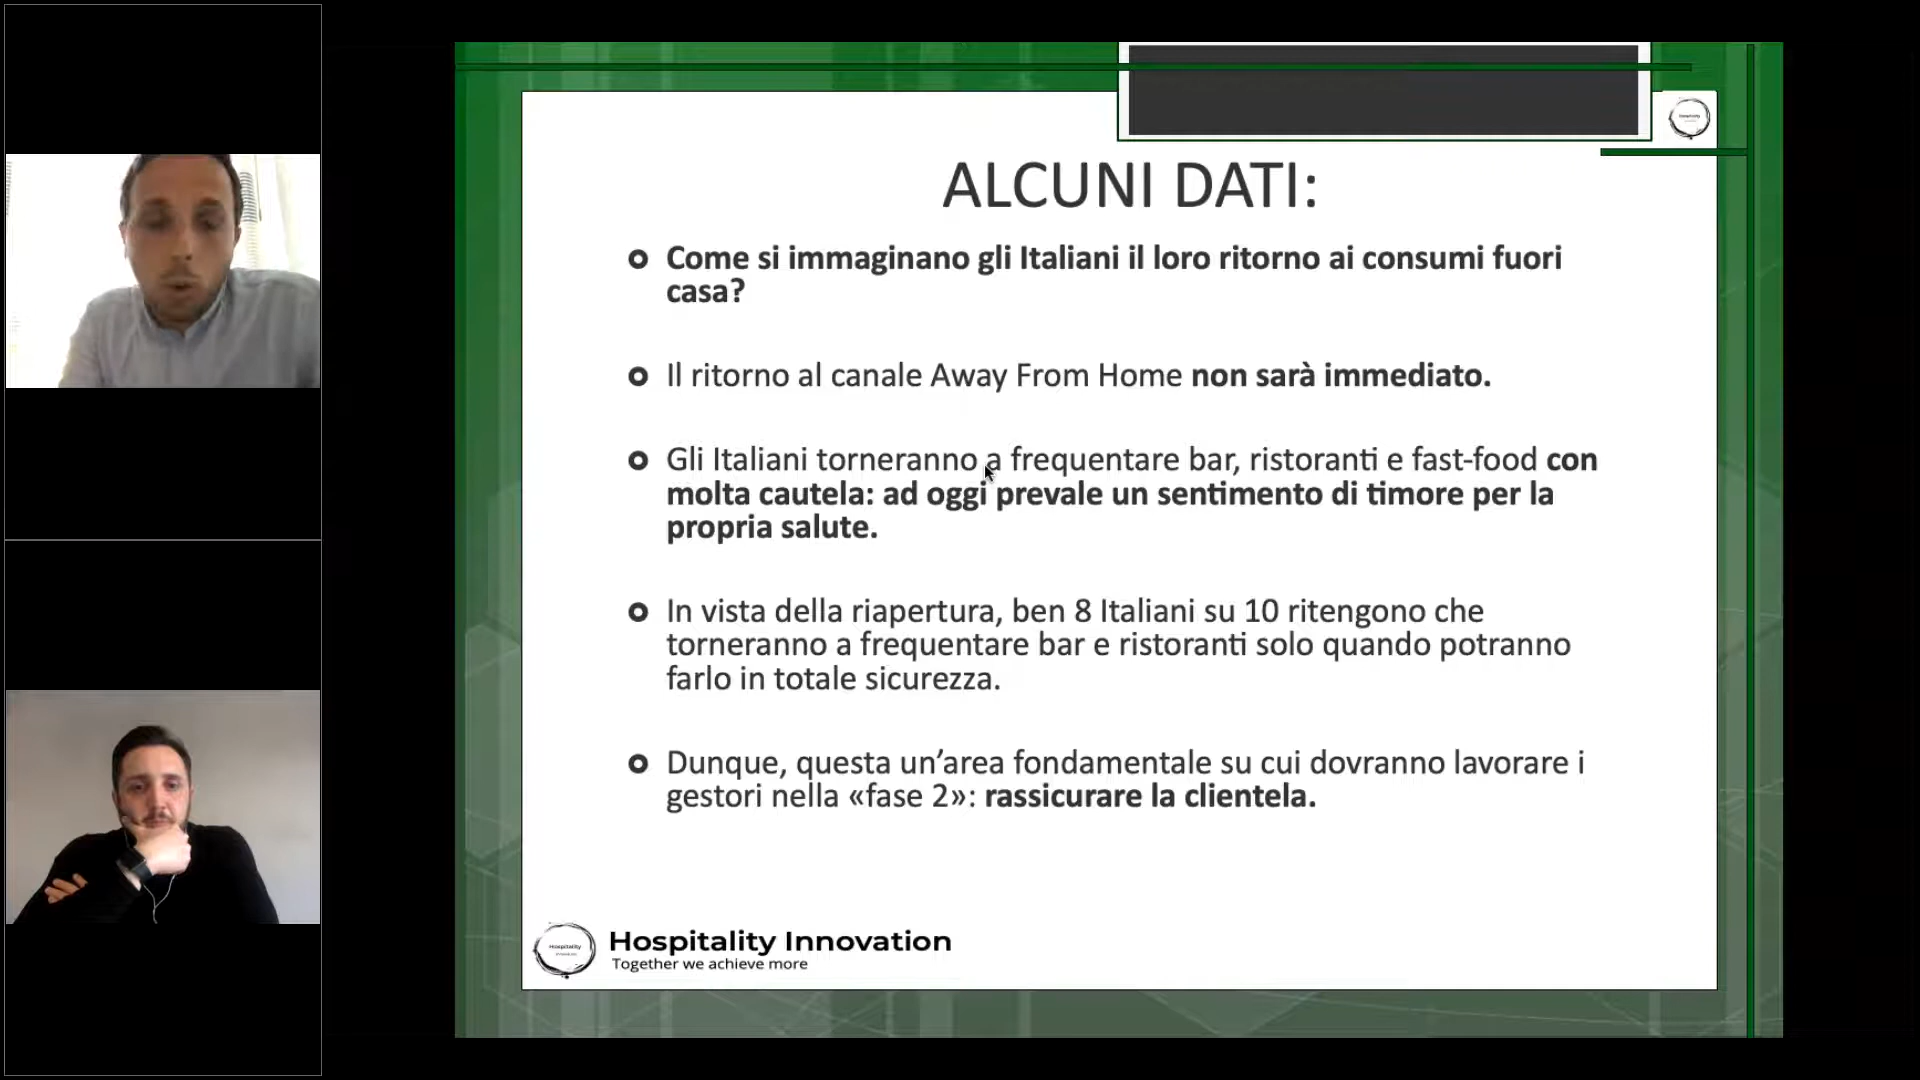 ALCUNI DATI:
Come si immaginano gli Italiani il loro ritorno ai consumi fuori
casa?
Il ritorno al canale Away From Home non sarà immediato.
Gli Italiani torneranno a frequentare bar, ristoranti e fast-food con
molta cautela: ad oggi prevale un sentimento di timore per la
propria salute.
In vista della riapertura, ben 8 Italiani su 10 ritengono che
torneranno a frequentare bar e ristoranti solo quando potranno
farlo in totale sicurezza.
Dunque, questa un’area fondamentale su cui dovranno lavorare i
gestori nella «fase 2»: rassicurare la clientela.
Hospitality
Hospitality Innovation
Together we achieve more